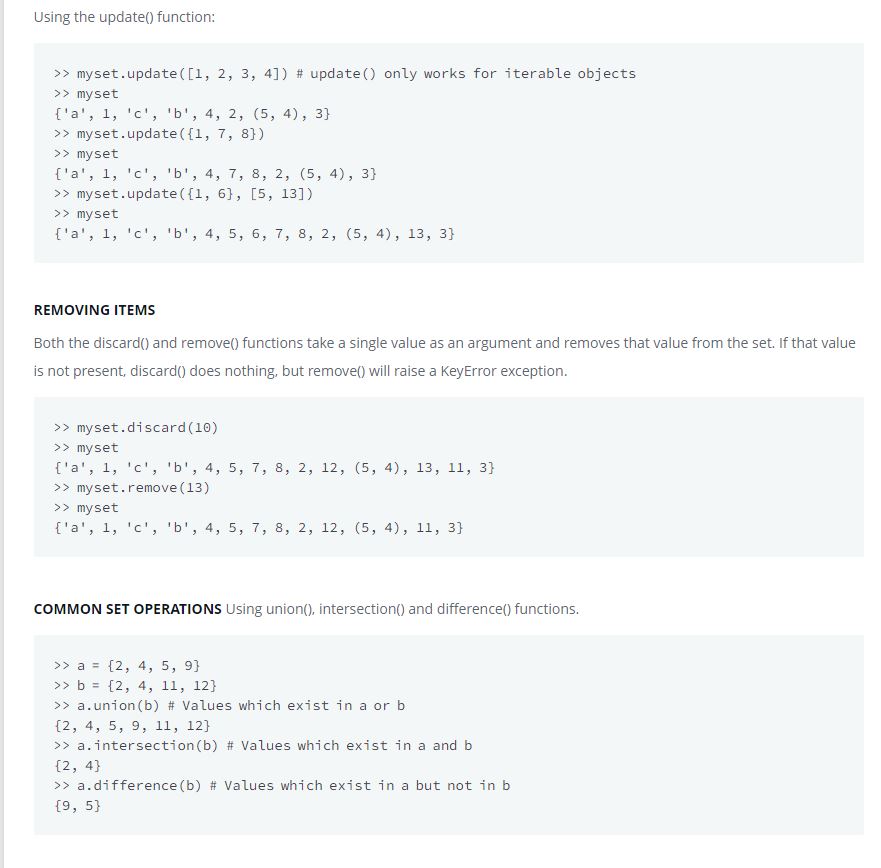 Using the update() function:
>> myset.update([1, 2, 3, 4]) # update() only works for iterable objects
>> myset
{'a', 1, 'c', 'b', 4, 2, (5, 4), 3}
>> myset.update({1, 7, 8})
>> myset
{'a', 1, 'c', 'b', 4, 7, 8, 2, (5, 4), 3}
>> myset.update({1, 6}, [5, 13])
>> myset
{'a', 1, 'c', 'b', 4, 5, 6, 7, 8, 2, (5, 4), 13, 3}
REMOVING ITEMS
Both the discard() and remove() functions take a single value as an argument and removes that value from the set. If that value
is not present, discard() does nothing, but remove() will raise a KeyError exception.
>> myset.discard(10)
>> myset
{'a', 1, 'c', 'b', 4, 5, 7, 8, 2, 12, (5, 4), 13, 11, 3}
>> myset.remove(13)
>> myset
{'a', 1, 'c', 'b', 4, 5, 7, 8, 2, 12, (5, 4), 11, 3}
COMMON SET OPERATIONS Using union(), intersection() and difference() functions.
>> a = {2, 4, 5, 9}
>> b = {2, 4, 11, 12}
>> a.union(b) # Values which exist in a or b
{2, 4, 5, 9, 11, 12}
>> a.intersection(b) # Values which exist in a and b
{2, 4}
>> a.difference(b) # Values which exist in a but not in b
{9, 5}